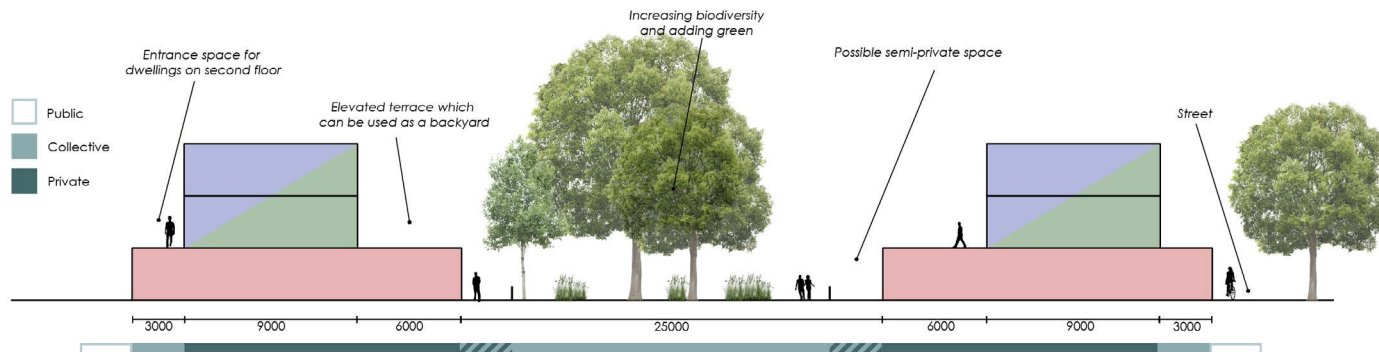 Increasing biodiversity
and adding green
Entrance space for
dwellings on second floor
Possible semi-private space
Elevated terrace which
can be used as a backyard
Street
Public
Collective
Private
3000
9000
6000
25000
6000
9000
3000